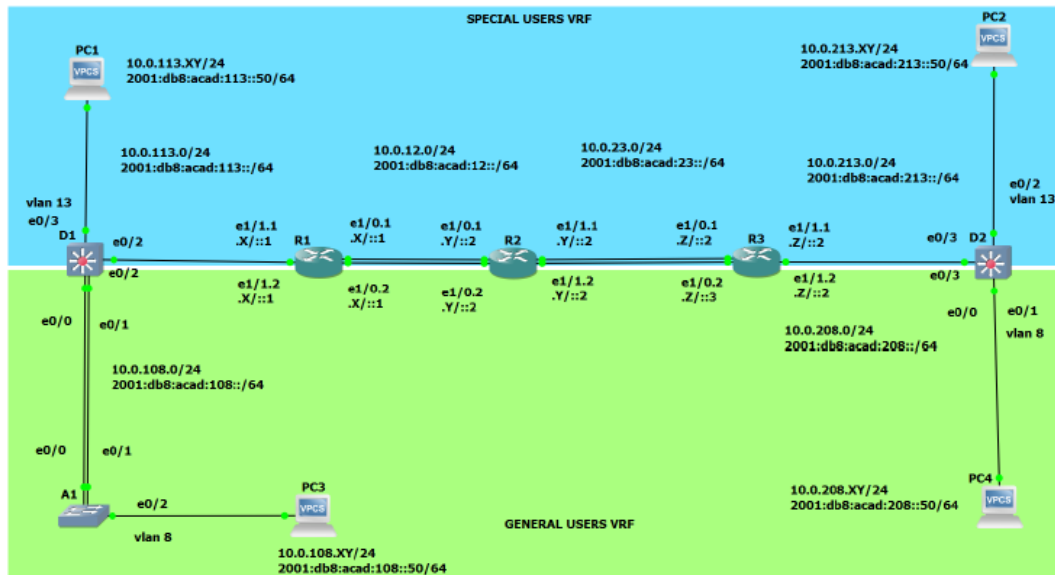 SPECIAL USERS VRF
PC1
10.0.113.XY/24
2001:db8:acad:113::50/64
VPCS
PC2
10.0.213.XY/24
2001:db8:acad:213::50/64
VPCS
10.0.113.0/24
2001:db8:acad:113::/64
10.0.12.0/24
2001:db8:acad:12::/64
10.0.23.0/24
2001:db8:acad:23::/64
10.0.213.0/24
2001:db8:acad:213::/64
e0/2
vlan 13
vlan 13
e0/3
D1
e0/2
e0/2
e1/1.1
.X/::1
R1
e1/0.1
.X/::1
e1/0.1
.Y/::2
R2
e1/1.1
.Y/::2
e1/0.1
.Z/::2
R3
e1/1.1
.Z/::2
e0/3
D2
e0/3
e1/1.2
.X/::1
e1/0.2
.X/::1
e1/0.2
.Y/::2
e1/1.2
.Y/::2
e1/0.2
.Z/::3
e1/1.2
.Z/::2
e0/0
e0/1
e0/0
e0/1
vlan 8
10.0.208.0/24
2001:db8:acad:208::/64
10.0.108.0/24
2001:db8:acad:108::/64
e0/0
e0/1
A1
e0/2
vlan 8
PC3
VPCS
10.0.108.XY/24
2001:db8:acad:108::50/64
GENERAL USERS VRF
PC4
10.0.208.XY/24
2001:db8:acad:208::50/64
VPCS